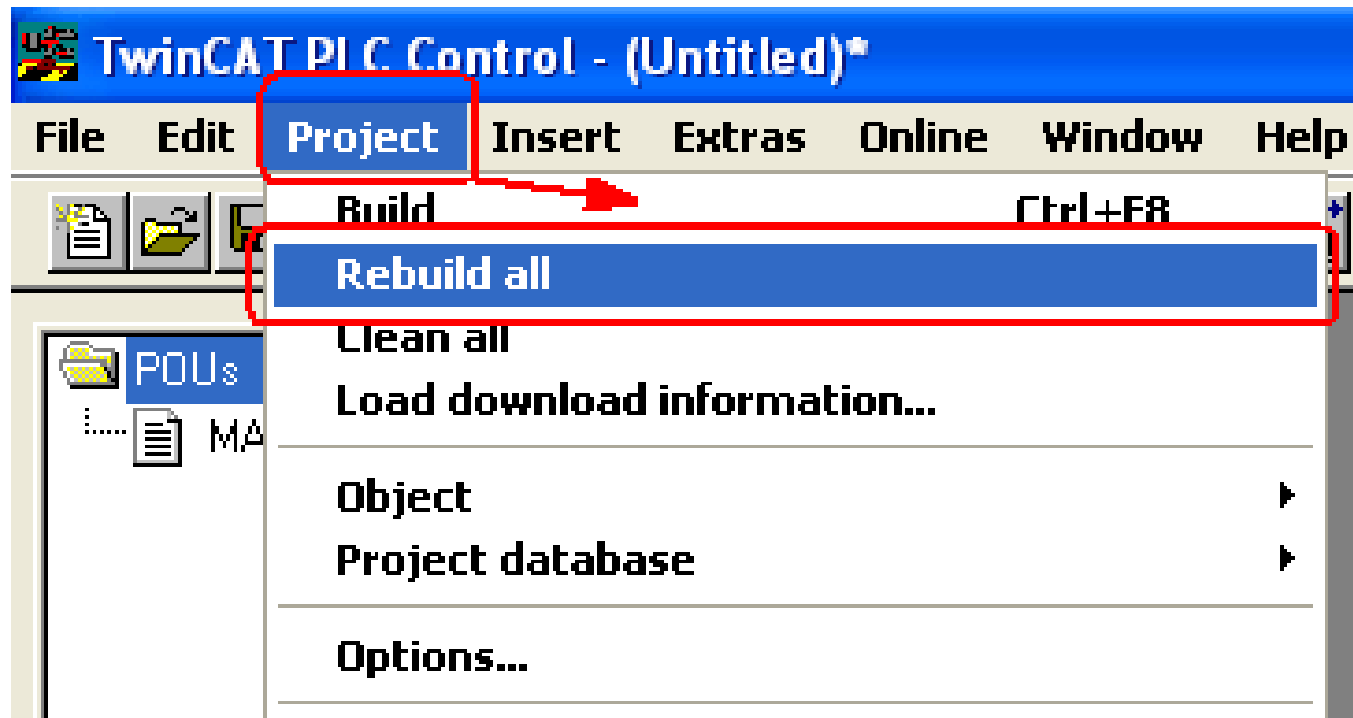 TwinCAT PLC Control - (Untitled)*
File Edit Project Insert Extras Online Window Help
Build Ctrl+F8
Rebuild all
Clean all
POUs
Load download information...
MA
Object
Project database
Options...